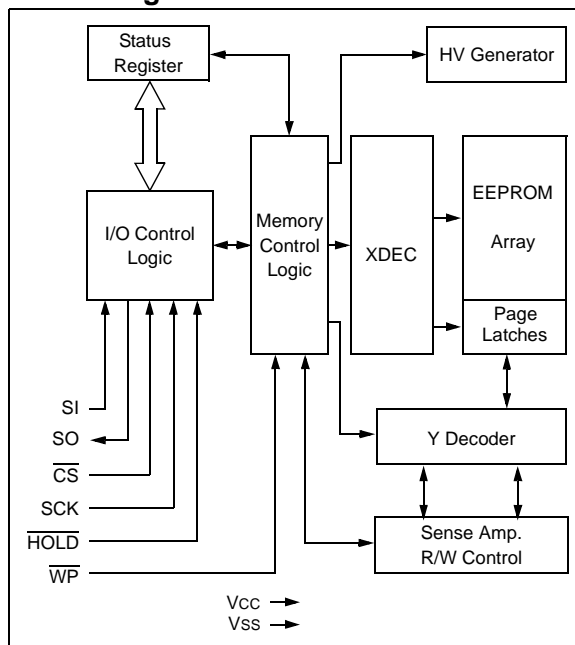 Status
Register
HV Generator
I/O Control
Logic
Memory
Control
Logic
XDEC
EEPROM
Array
Page
Latches
SI
SO
CS
SCK
HOLD
WP
Y Decoder
Sense Amp.
R/W Control
VCC
VSS